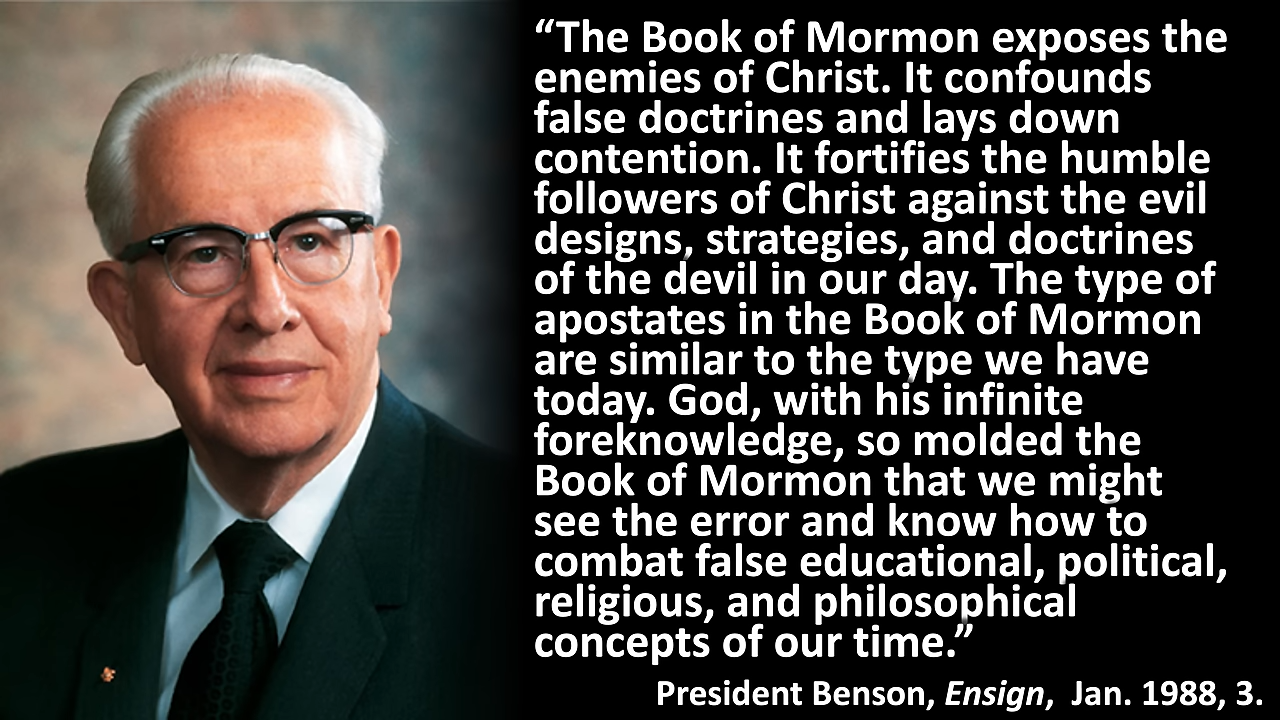 “The Book of Mormon exposes the
enemies of Christ. It confounds
false doctrines and lays down
contention. It fortifies the humble
followers of Christ against the evil
designs, strategies, and doctrines
of the devil in our day. The type of
apostates in the Book of Mormon
are similar to the type we have
today. God, with his infinite
foreknowledge, so molded the
Book of Mormon that we might
see the error and know how to
combat false educational, political,
religious, and philosophical
concepts of our time.”
President Benson, Ensign,  Jan. 1988, 3.